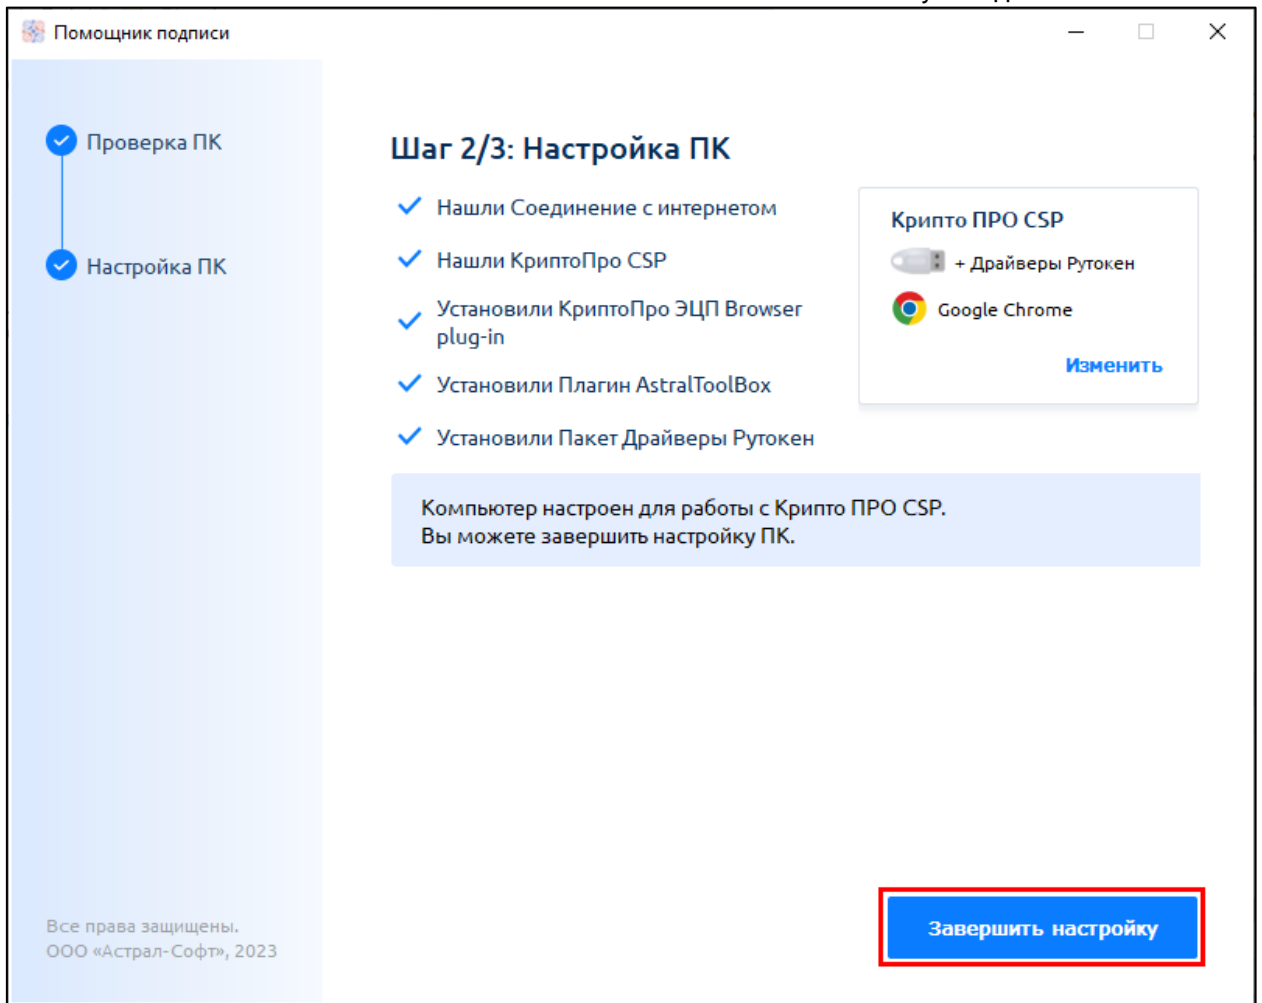 Помощник подписи
Проверка ПК
Настройка ПК
Шаг 2/3: Настройка ПК
Нашли Соединение с интернетом
Нашли КриптоПро CSP
Установили КриптоПро ЭЦП Browser
plug-in
Установили Плагин AstralToolBox
Установили Пакет Драйверы Рутокен
Крипто ПРО CSP
+ Драйверы Рутокен
Google Chrome
Изменить
Компьютер настроен для работы с Крипто ПРО CSP.
Вы можете завершить настройку ПК.
Завершить настройку
Все права защищены.
ООО «Астрал-Софт», 2023